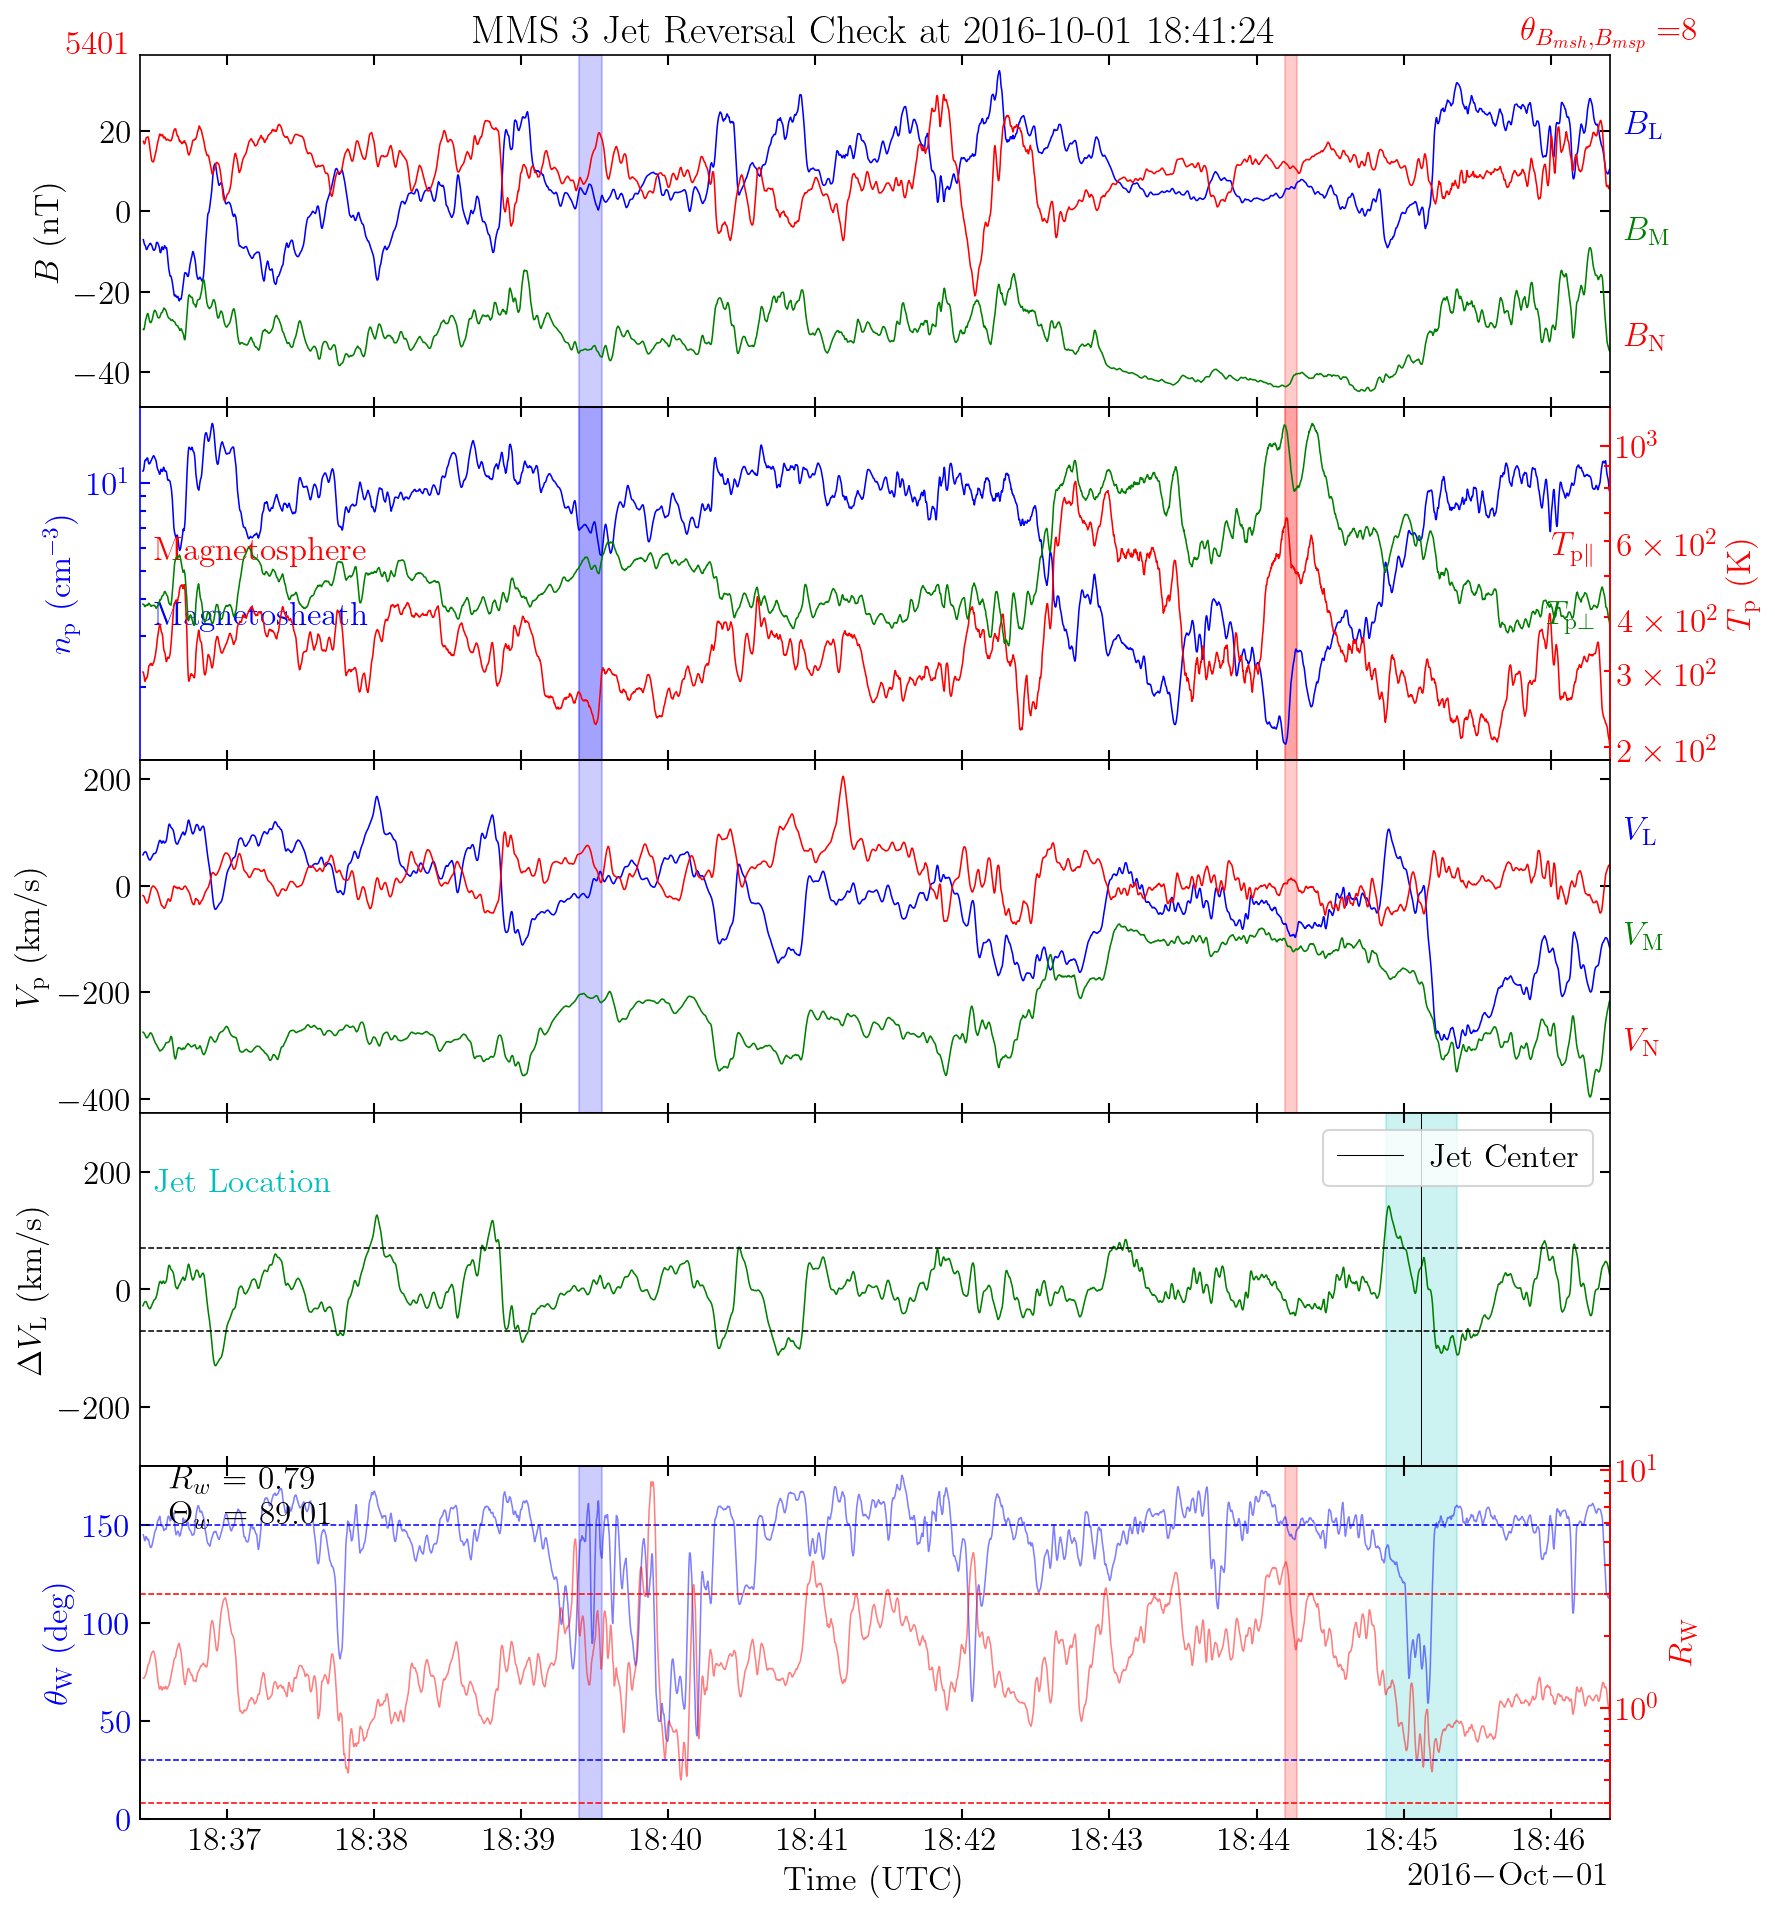 MMS 3 Jet Reversal Check at 2016-10-01 18:41:24
5401
θ_{B_{msh},B_{msp}} =8
B (nT)
20
0
−20
−40
B_L
B_M
B_N
n_p (cm^{−3})
10^1
Magnetosphere
Magnetosheath
T_{p∥}
T_{p⊥}
10^3
6 × 10^2
4 × 10^2
3 × 10^2
2 × 10^2
T_p (K)
V_p (km/s)
200
0
−200
−400
V_L
V_M
V_N
ΔV_L (km/s)
200
0
−200
Jet Location
Jet Center
R_w = 0.79
Θ_w = 89.01
θ_W (deg)
150
100
50
0
10^1
10^0
R_W
18:37 18:38 18:39 18:40 18:41 18:42 18:43 18:44 18:45 18:46
Time (UTC)
2016−Oct−01